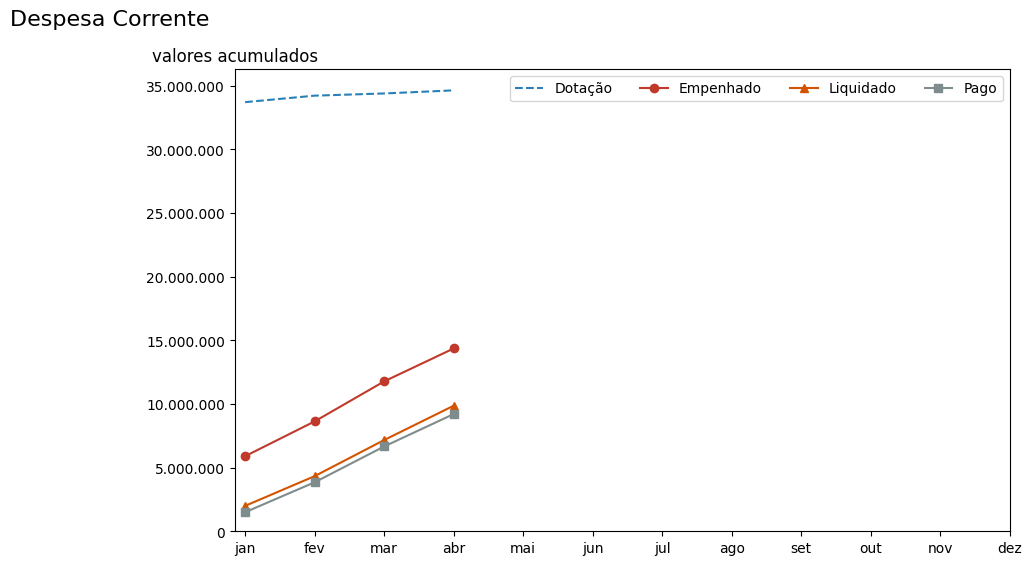 Despesa Corrente
valores acumulados
Dotação Empenhado Liquidado Pago
35.000.000
30.000.000
25.000.000
20.000.000
15.000.000
10.000.000
5.000.000
0
jan fev mar abr mai jun jul ago set out nov dez